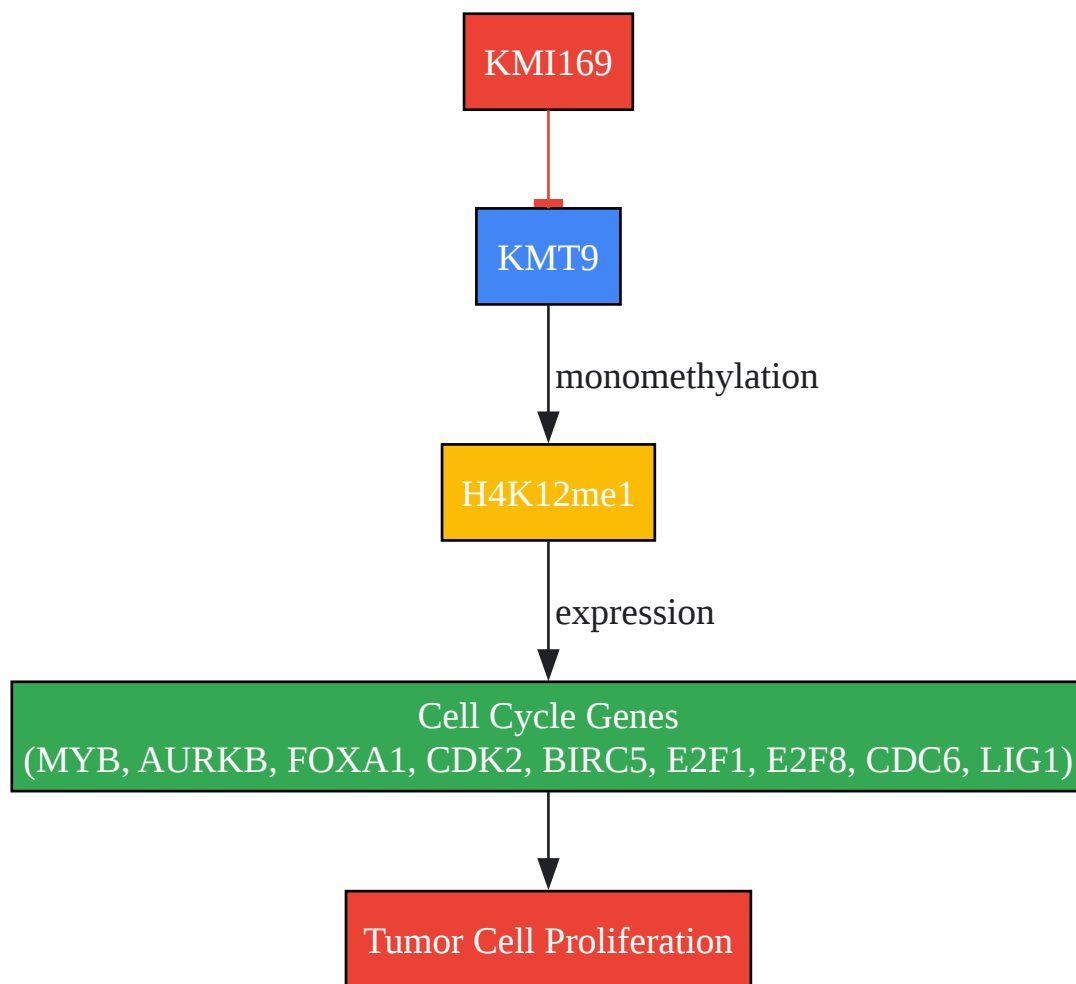 KMI169
KMT9
monomethylation
H4K12me1
expression
Cell Cycle Genes
(MYB, AURKB, FOXA1, CDK2, BIRC5, E2F1, E2F8, CDC6, LIG1)
Tumor Cell Proliferation